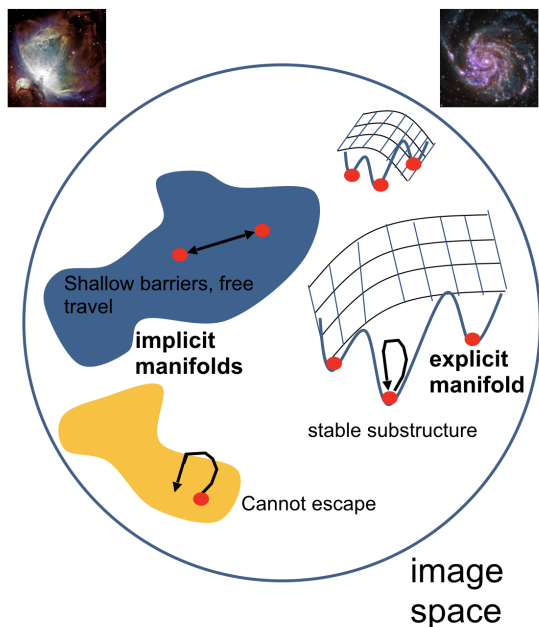 Shallow barriers, free
travel
implicit
manifolds
explicit
manifold
stable substructure
Cannot escape
image
space